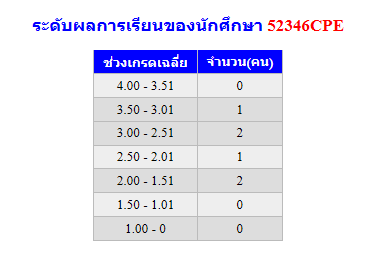 ระดับผลการเรียนของนักศึกษา 52346CPE
ช่วงเกรดเฉลี่ย จำนวน(คน)
4.00 - 3.51 0
3.50 - 3.01 1
3.00 - 2.51 2
2.50 - 2.01 1
2.00 - 1.51 2
1.50 - 1.01 0
1.00 - 0 0